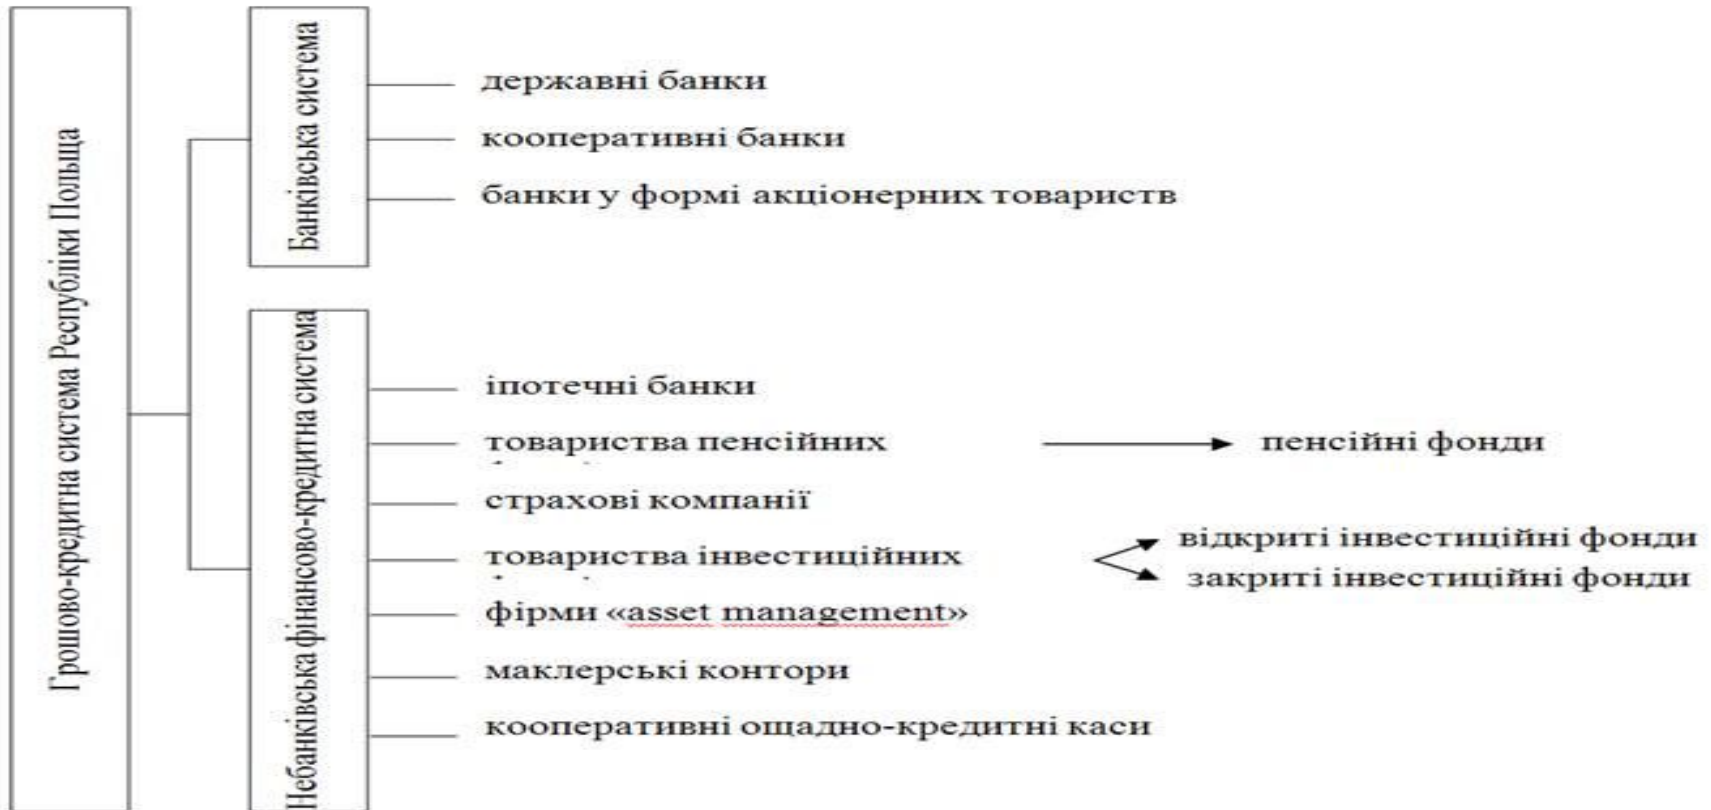 Грошово-кредитна система Республіки Польща
Банківська система
державні банки
кооперативні банки
банки у формі акціонерних товариств
Небанківська фінансово-кредитна система
іпотечні банки
товариства пенсійних
пенсійні фонди
страхові компанії
товариства інвестиційних
відкриті інвестиційні фонди
закриті інвестиційні фонди
фірми «asset management»
маклерські контори
кооперативні ощадно-кредитні каси